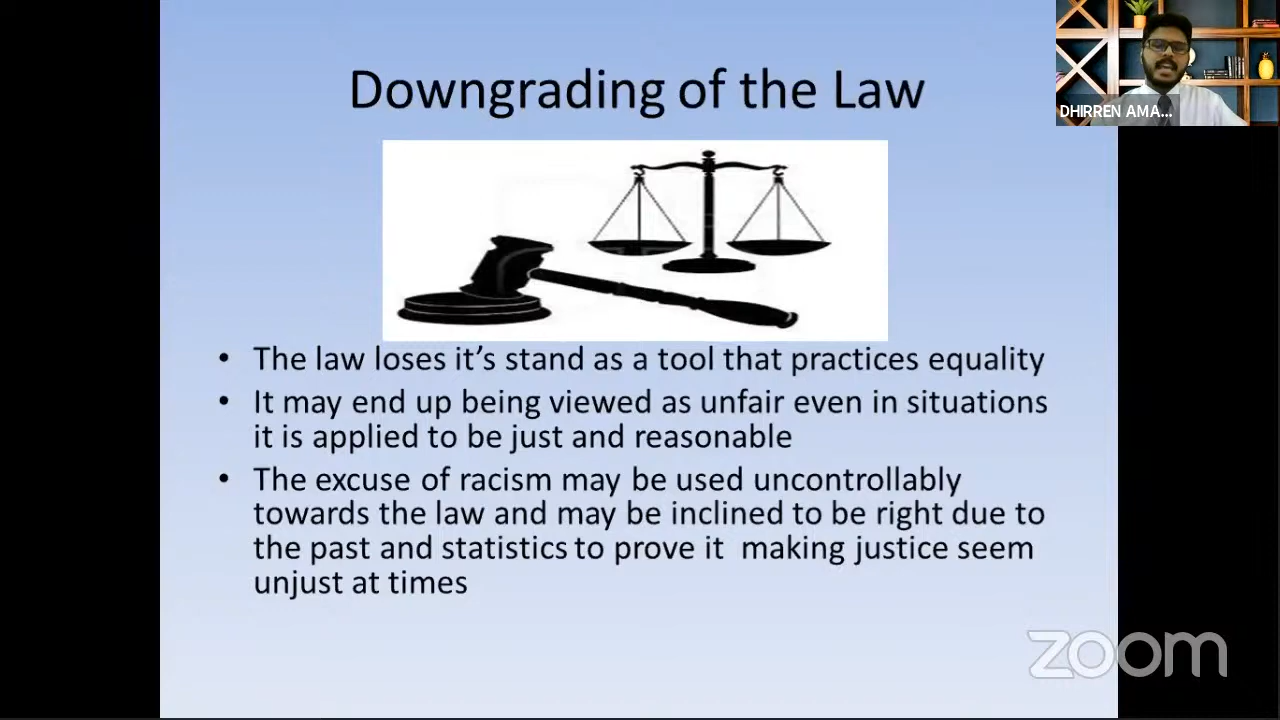 Downgrading of the Law
DHIRREN AMA...
• The law loses it’s stand as a tool that practices equality
• It may end up being viewed as unfair even in situations
it is applied to be just and reasonable
• The excuse of racism may be used uncontrollably
towards the law and may be inclined to be right due to
the past and statistics to prove it making justice seem
unjust at times
zoom